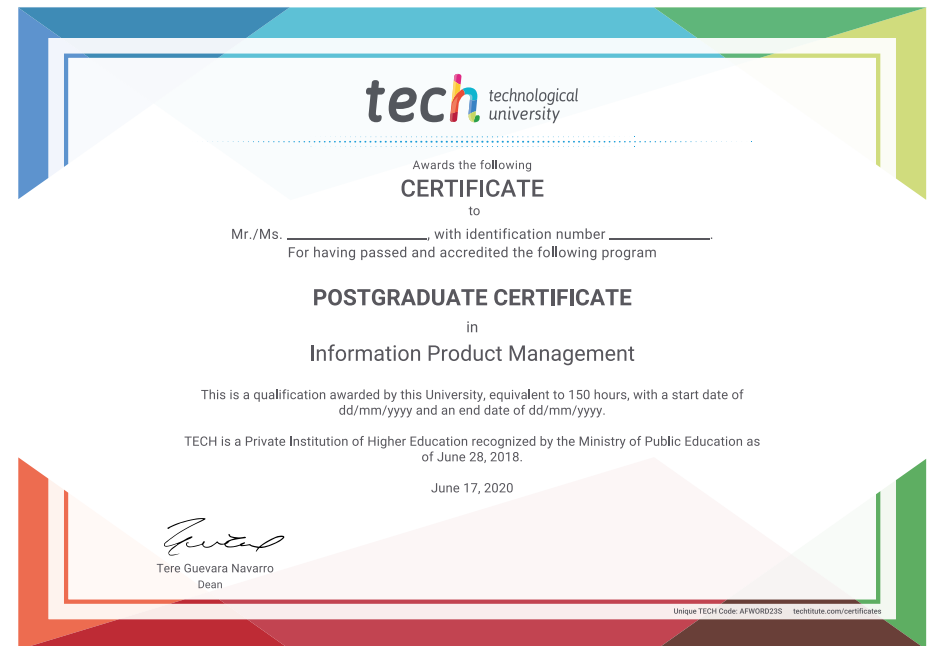 tech technological
university
Awards the following
CERTIFICATE
to
Mr./Ms. ____________________, with identification number ______________.
For having passed and accredited the following program
POSTGRADUATE CERTIFICATE
in
Information Product Management
This is a qualification awarded by this University, equivalent to 150 hours, with a start date of
dd/mm/yyyy and an end date of dd/mm/yyyy.
TECH is a Private Institution of Higher Education recognized by the Ministry of Public Education as
of June 28, 2018.
June 17, 2020
Tere Guevara Navarro
Dean
Unique TECH Code: AFWORD23S techtitute.com/certificates